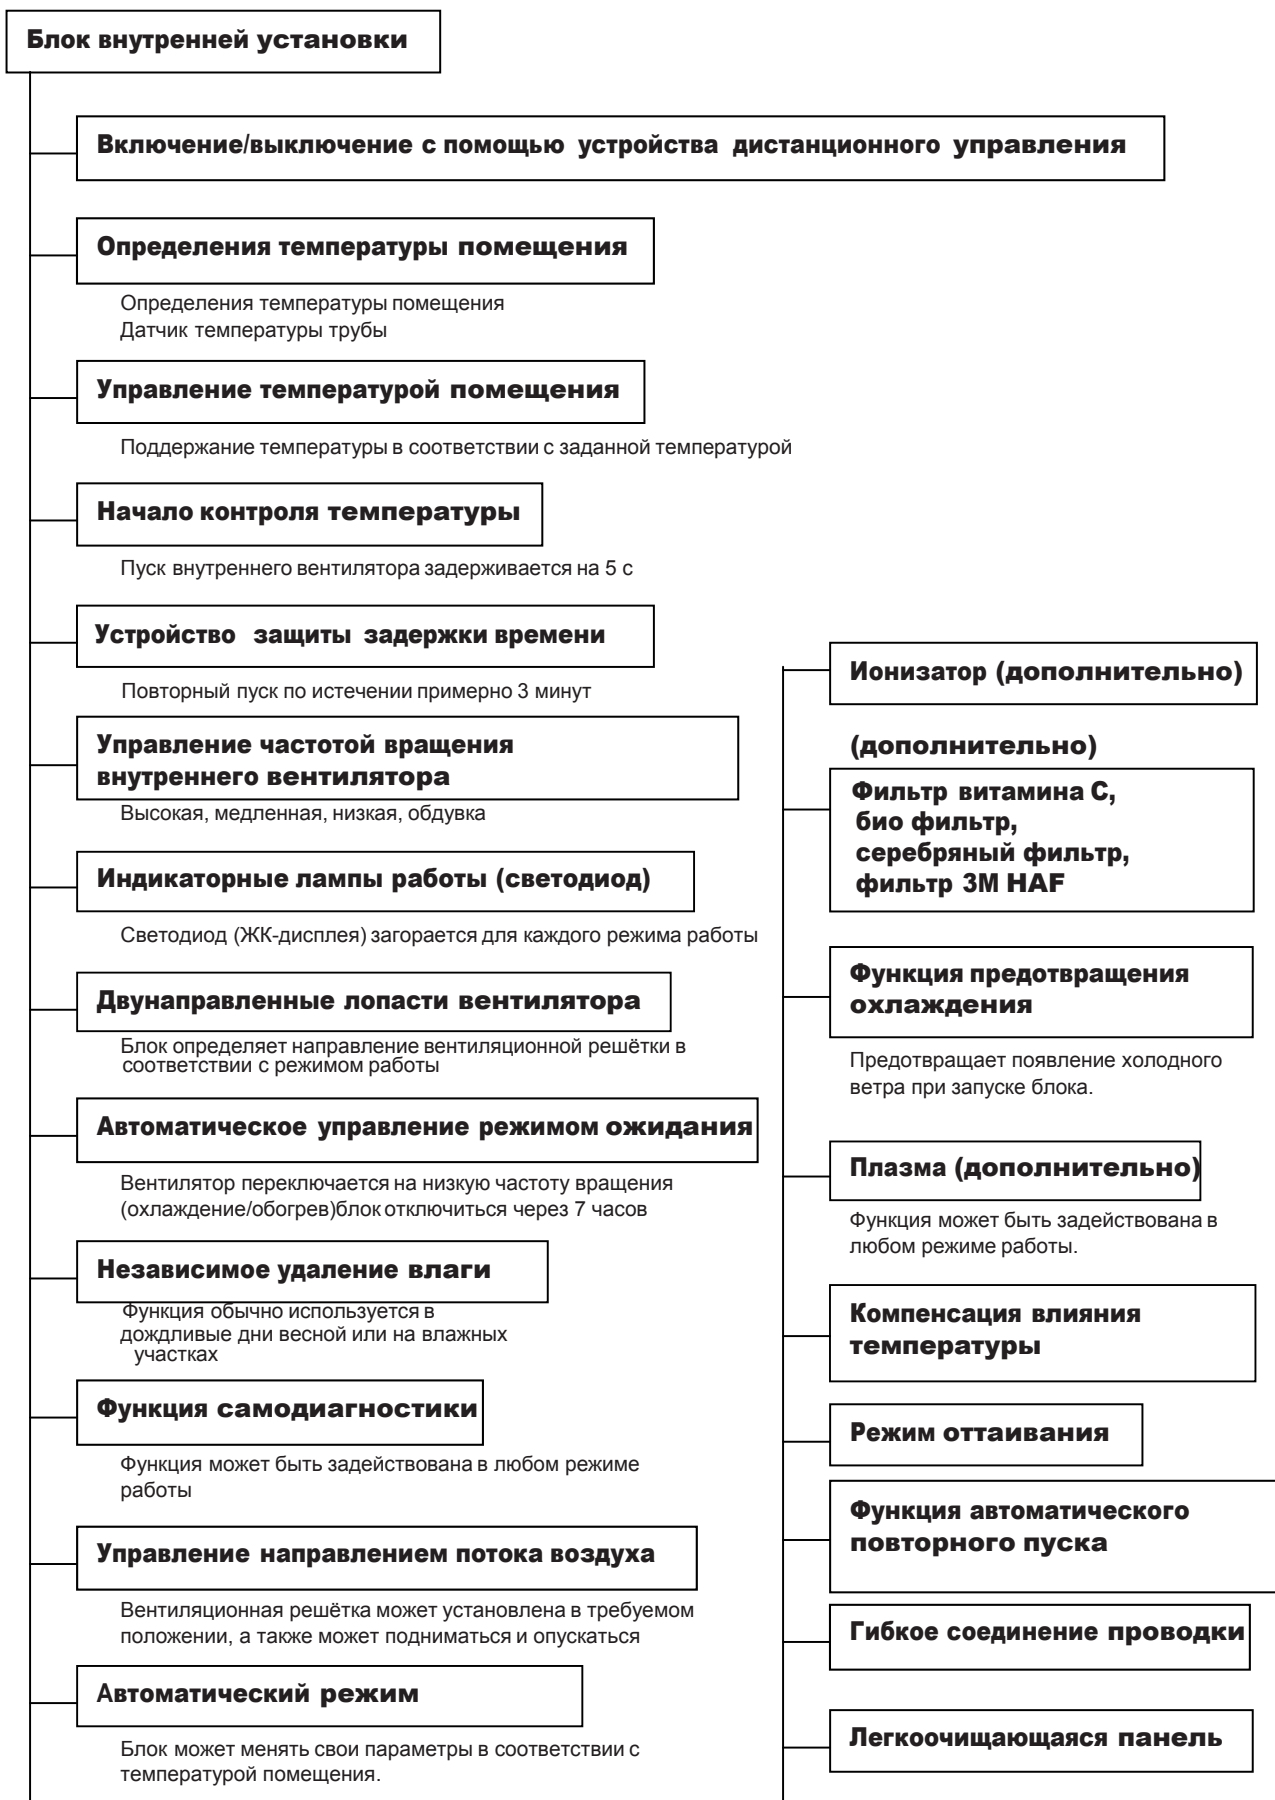 Блок внутренней установки
Включение/выключение с помощью устройства дистанционного управления
Определения температуры помещения
Определения температуры помещения
Датчик температуры трубы
Управление температурой помещения
Поддержание температуры в соответствии с заданной температурой
Начало контроля температуры
Пуск внутреннего вентилятора задерживается на 5 с
Устройство защиты задержки времени
Повторный пуск по истечении примерно 3 минут
Управление частотой вращения
внутреннего вентилятора
Высокая, медленная, низкая, обдувка
Индикаторные лампы работы (светодиод)
Светодиод (ЖК-дисплея) загорается для каждого режима работы
Двунаправленные лопасти вентилятора
Блок определяет направление вентиляционной решётки в
соответствии с режимом работы
Автоматическое управление режимом ожидания
Вентилятор переключается на низкую частоту вращения
(охлаждение/обогрев)блок отключиться через 7 часов
Независимое удаление влаги
Функция обычно используется в
дождливые дни весной или на влажных
участках
Функция самодиагностики
Функция может быть задействована в любом режиме
работы
Управление направлением потока воздуха
Вентиляционная решётка может установлена в требуемом
положении, а также может подниматься и опускаться
Автоматический режим
Блок может менять свои параметры в соответствии с
температурой помещения.
Ионизатор (дополнительно)
(дополнительно)
Фильтр витамина С,
био фильтр,
серебряный фильтр,
фильтр 3M HAF
Функция предотвращения
охлаждения
Предотвращает появление холодного
ветра при запуске блока.
Плазма (дополнительно)
Функция может быть задействована в
любом режиме работы.
Компенсация влияния
температуры
Режим оттаивания
Функция автоматического
повторного пуска
Гибкое соединение проводки
Легкоочищающаяся панель